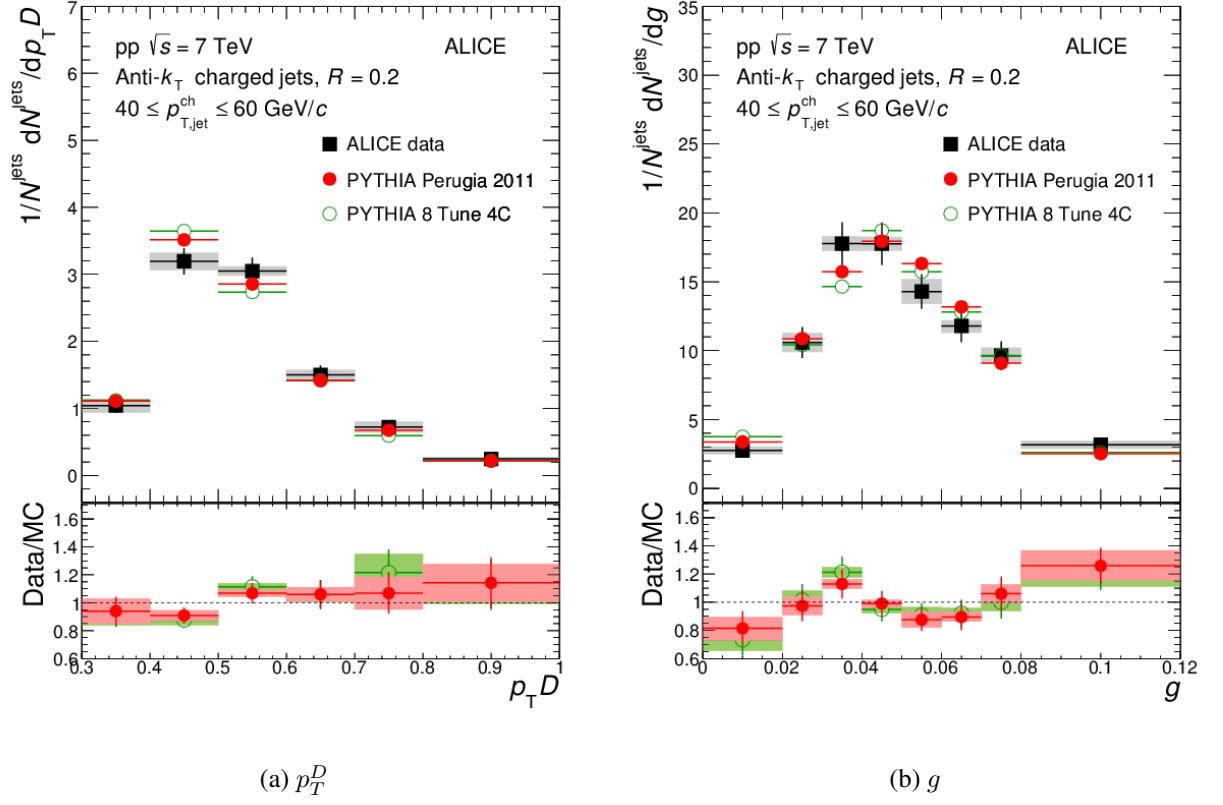 1/N^jets dN^jets/dp_T D
7
6
5
4
3
2
1
0
pp √s = 7 TeV
ALICE
Anti-k_T charged jets, R = 0.2
40 ≤ p^ch_T,jet ≤ 60 GeV/c
ALICE data
PYTHIA Perugia 2011
PYTHIA 8 Tune 4C
Data/MC
1.6
1.4
1.2
1
0.8
0.6
0.3 0.4 0.5 0.6 0.7 0.8 0.9 1
p_T D
(a) p_T^D
1/N^jets dN^jets/dg
35
30
25
20
15
10
5
0
pp √s = 7 TeV
ALICE
Anti-k_T charged jets, R = 0.2
40 ≤ p^ch_T,jet ≤ 60 GeV/c
ALICE data
PYTHIA Perugia 2011
PYTHIA 8 Tune 4C
Data/MC
1.6
1.4
1.2
1
0.8
0.6
0 0.02 0.04 0.06 0.08 0.1 0.12
g
(b) g